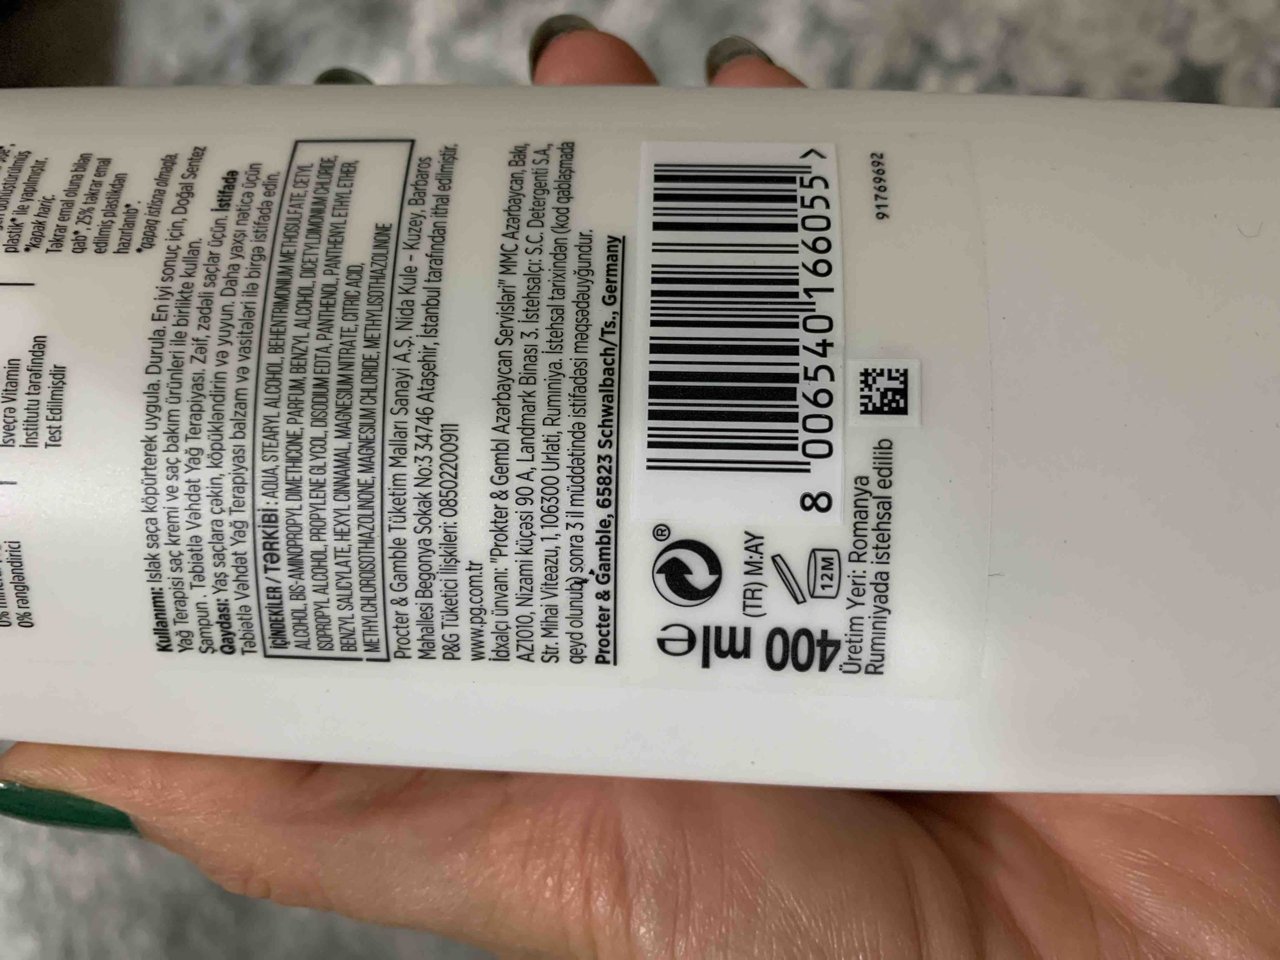 plastik* ile yapılmıştır.
*kapak hariç.
Təkrar emal oluna bilən
qab*, 25% təkrar emal
edilmiş plastikdən
hazırlanıb*
*qapaq istisna olmaqla
İsveçrə Vitamin
İnstitutu tərəfindən
Test Edilmişdir
0% rəngləndirici
Kullanımı: Islak saça köpürterek uygula. Durula. En iyi sonuç için, Doğal Sentez
Yağ Terapisi saç kremi ve saç bakım ürünleri ile birlikte kullan.
Şampun. Təbiətlə Vəhdət Yağ Terapiyası. Zəif, zədəli saçlar üçün. İstifadə
Qaydası: Yaş saçlara çəkin, köpükləndirin və yuyun. Daha yaxşı nəticə üçün
Təbiətlə Vəhdət Yağ Terapiyası balzam və vasitələri ilə birgə istifadə edin.
İÇİNDEKİLER / TƏRKİBİ: AQUA, STEARYL ALCOHOL, BEHENTRIMONIUM METHOSULFATE, CETYL
ALCOHOL, BIS-AMINOPROPYL DIMETHICONE, PARFUM, BENZYL ALCOHOL, DICETYLDIMONIUM CHLORIDE,
ISOPROPYL ALCOHOL, PROPYLENE GLYCOL, DISODIUM EDTA, PANTHENOL, PANTHENYL ETHYL ETHER,
BENZYL SALICYLATE, HEXYL CINNAMAL, MAGNESIUM NITRATE, CITRIC ACID,
METHYLCHLOROISOTHIAZOLINONE, MAGNESIUM CHLORIDE, METHYLISOTHIAZOLINONE
Procter & Gamble Tüketim Malları Sanayi A.Ş, Nida Kule - Kuzey, Barbaros
Mahallesi Begonya Sokak No:3 34746 Ataşehir, İstanbul tarafından ithal edilmiştir.
P&G Tüketici İlişkileri: 08502200911
www.pg.com.tr
İdxalçı ünvanı: "Prokter & Gembl Azərbaycan Servisləri" MMC Azərbaycan, Bakı,
AZ1010, Nizami küçəsi 90 A, Landmark Binası 3. İstehsalçı: S.C. Detergenti S.A,
Str. Mihai Viteazu, 1, 106300 Urlati, Rumıniya. İstehsal tarixindən (kod qablaşmada
qeyd olunub) sonra 3 il müddətində istifadəsi məqsədəuyğundur.
Procter & Gamble, 65823 Schwalbach/Ts., Germany
400
ml ℮
(TR) M:AY
12M
®
8 006540 166055 >
Üretim Yeri: Romanya
Rumıniyada istehsal edilib
91769692